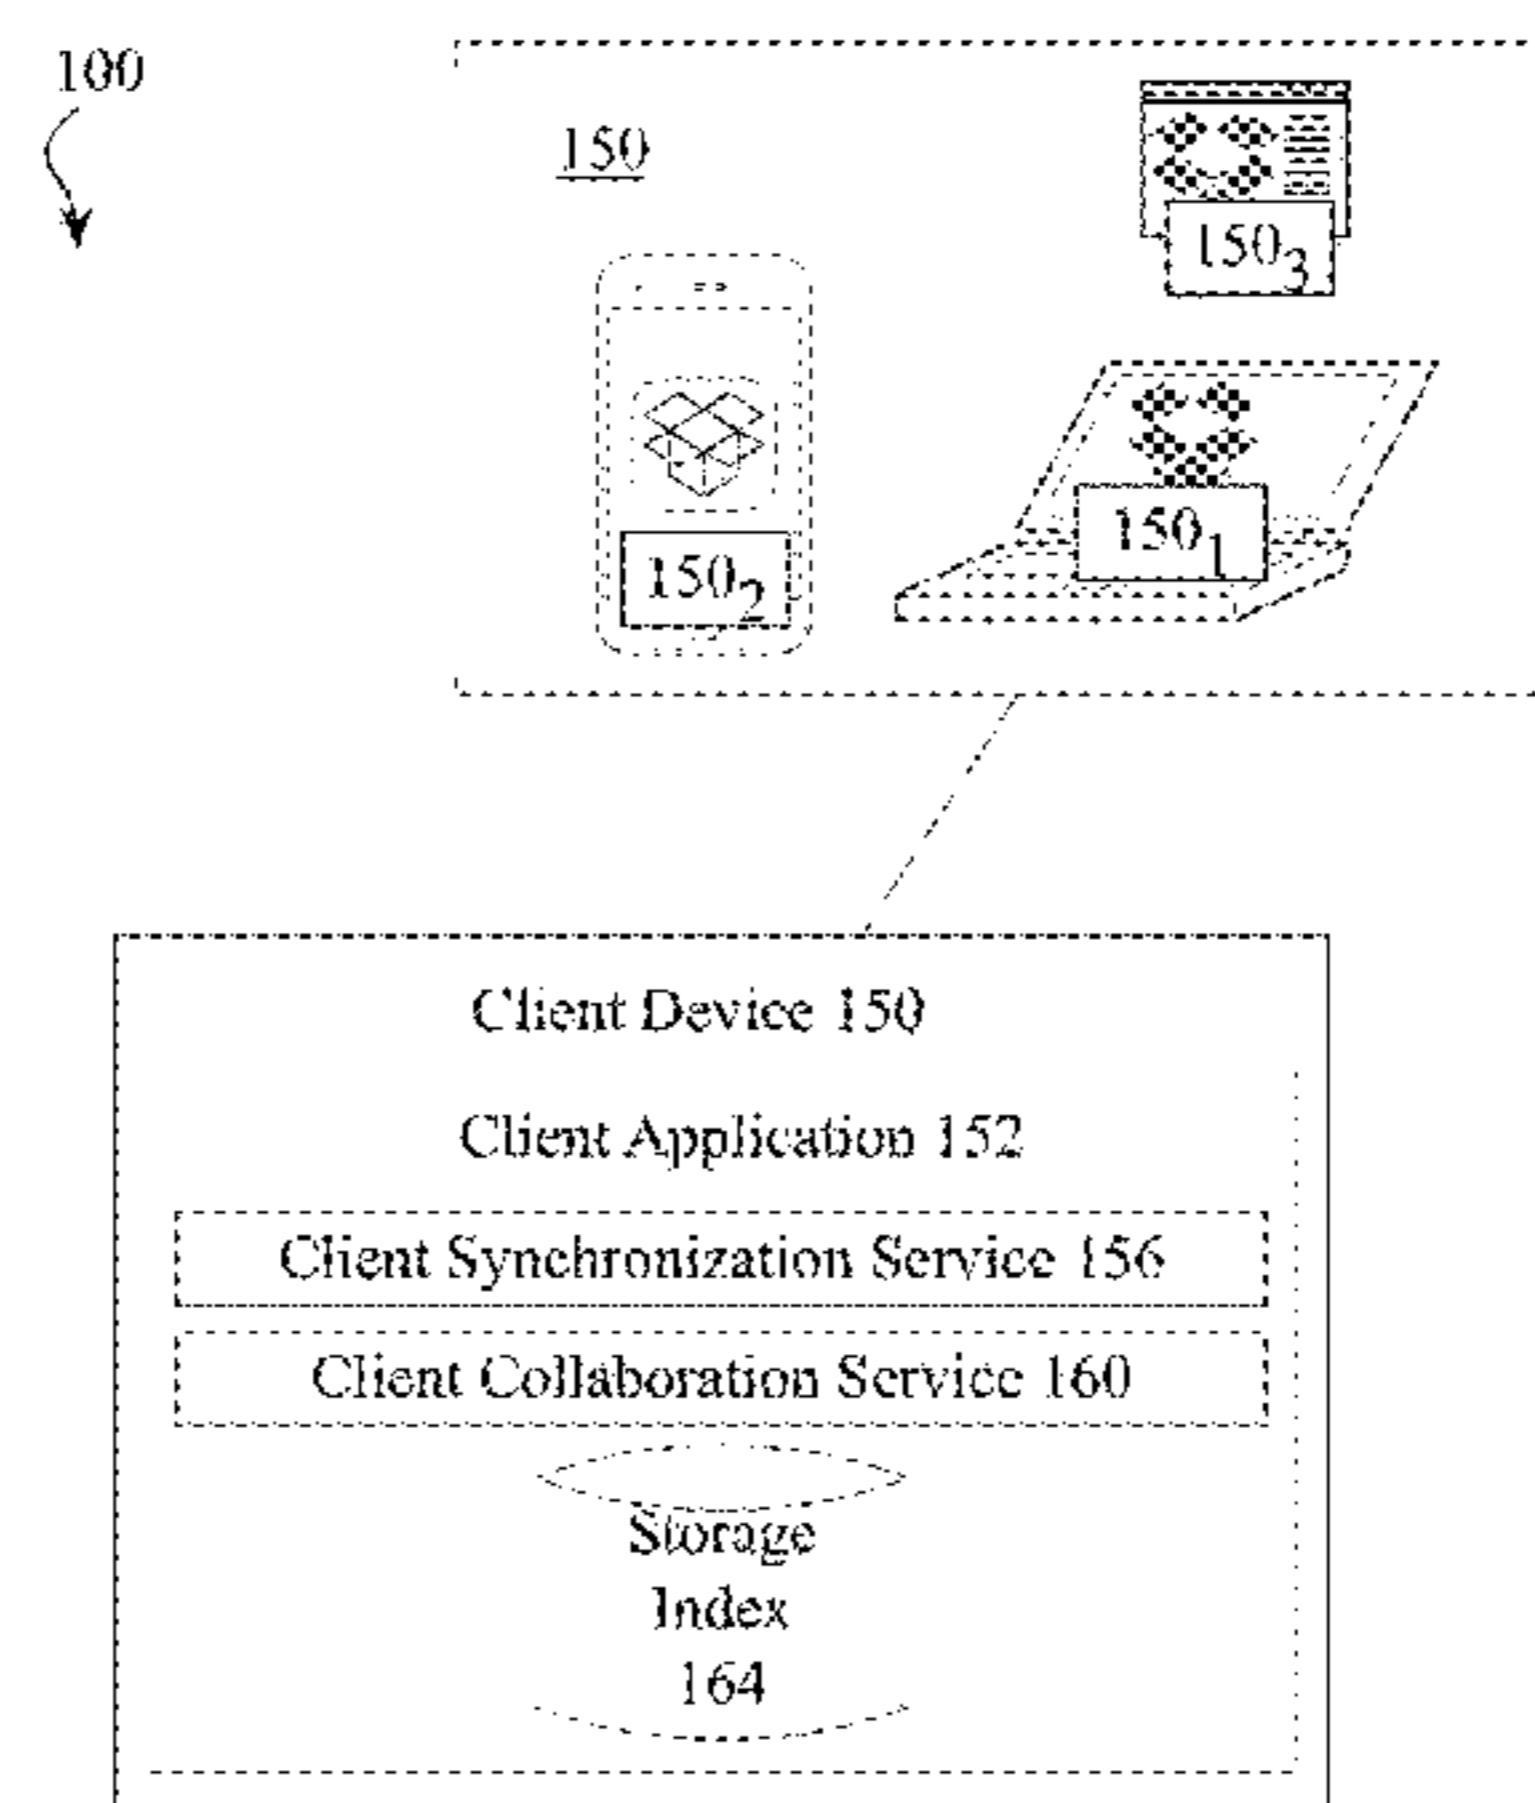 100
150
150₃
150₂
150₁
Client Device 150
Client Application 152
Client Synchronization Service 156
Client Collaboration Service 160
Storage
Index
164